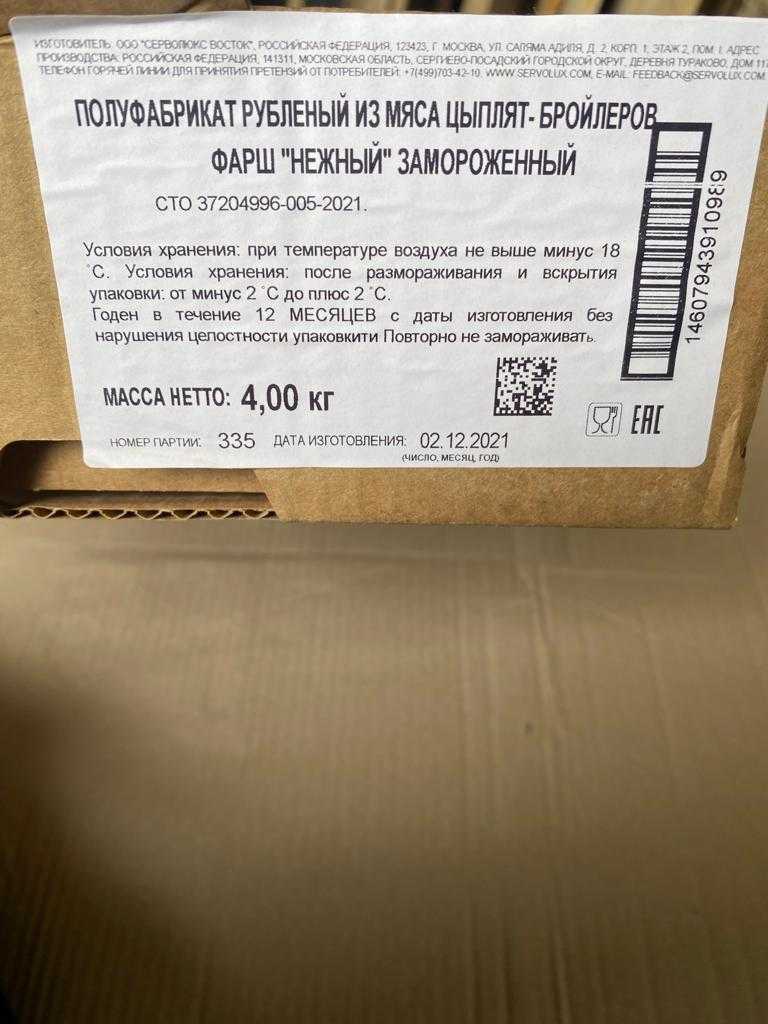 ИЗГОТОВИТЕЛЬ: ООО "СЕРВОЛЮКС ВОСТОК", РОССИЙСКАЯ ФЕДЕРАЦИЯ, 123423, Г. МОСКВА, УЛ. САЛЯМА АДИЛЯ, Д. 2, КОРП. 1, ЭТАЖ 2, ПОМ. I. АДРЕС
ПРОИЗВОДСТВА: РОССИЙСКАЯ ФЕДЕРАЦИЯ, 141311, МОСКОВСКАЯ ОБЛАСТЬ, СЕРГИЕВО-ПОСАДСКИЙ ГОРОДСКОЙ ОКРУГ, ДЕРЕВНЯ ТУРАКОВО, ДОМ 117
ТЕЛЕФОН ГОРЯЧЕЙ ЛИНИИ ДЛЯ ПРИНЯТИЯ ПРЕТЕНЗИЙ ОТ ПОТРЕБИТЕЛЕЙ: +7(499)703-42-10. WWW.SERVOLUX.COM, E-MAIL: FEEDBACK@SERVOLUX.COM
ПОЛУФАБРИКАТ РУБЛЕНЫЙ ИЗ МЯСА ЦЫПЛЯТ- БРОЙЛЕРОВ
ФАРШ "НЕЖНЫЙ" ЗАМОРОЖЕННЫЙ
СТО 37204996-005-2021.
Условия хранения: при температуре воздуха не выше минус 18
°С. Условия хранения: после размораживания и вскрытия
упаковки: от минус 2 °С до плюс 2 °С.
Годен в течение 12 МЕСЯЦЕВ с даты изготовления без
нарушения целостности упаковкити Повторно не замораживать.
14607943910989
МАССА НЕТТО: 4,00 кг
EAC
НОМЕР ПАРТИИ: 335 ДАТА ИЗГОТОВЛЕНИЯ: 02.12.2021
(ЧИСЛО, МЕСЯЦ, ГОД)